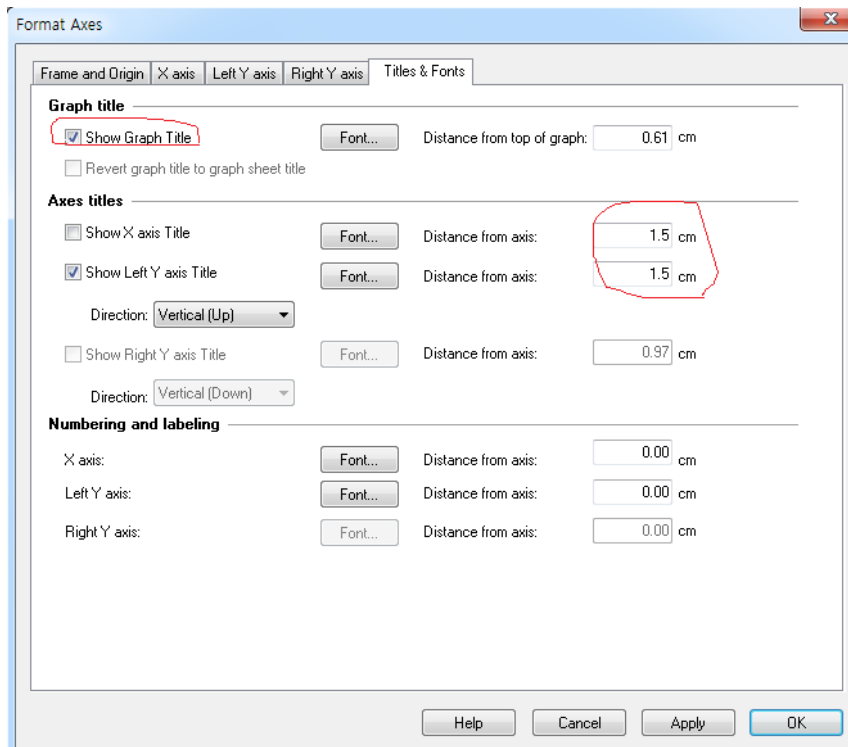 Format Axes
Frame and Origin X axis Left Y axis Right Y axis Titles & Fonts
Graph title
Show Graph Title Font... Distance from top of graph: 0.61 cm
Revert graph title to graph sheet title
Axes titles
Show X axis Title Font... Distance from axis: 1.5 cm
Show Left Y axis Title Font... Distance from axis: 1.5 cm
Direction: Vertical (Up)
Show Right Y axis Title Font... Distance from axis: 0.97 cm
Direction: Vertical (Down)
Numbering and labeling
X axis: Font... Distance from axis: 0.00 cm
Left Y axis: Font... Distance from axis: 0.00 cm
Right Y axis: Font... Distance from axis: 0.00 cm
Help Cancel Apply OK